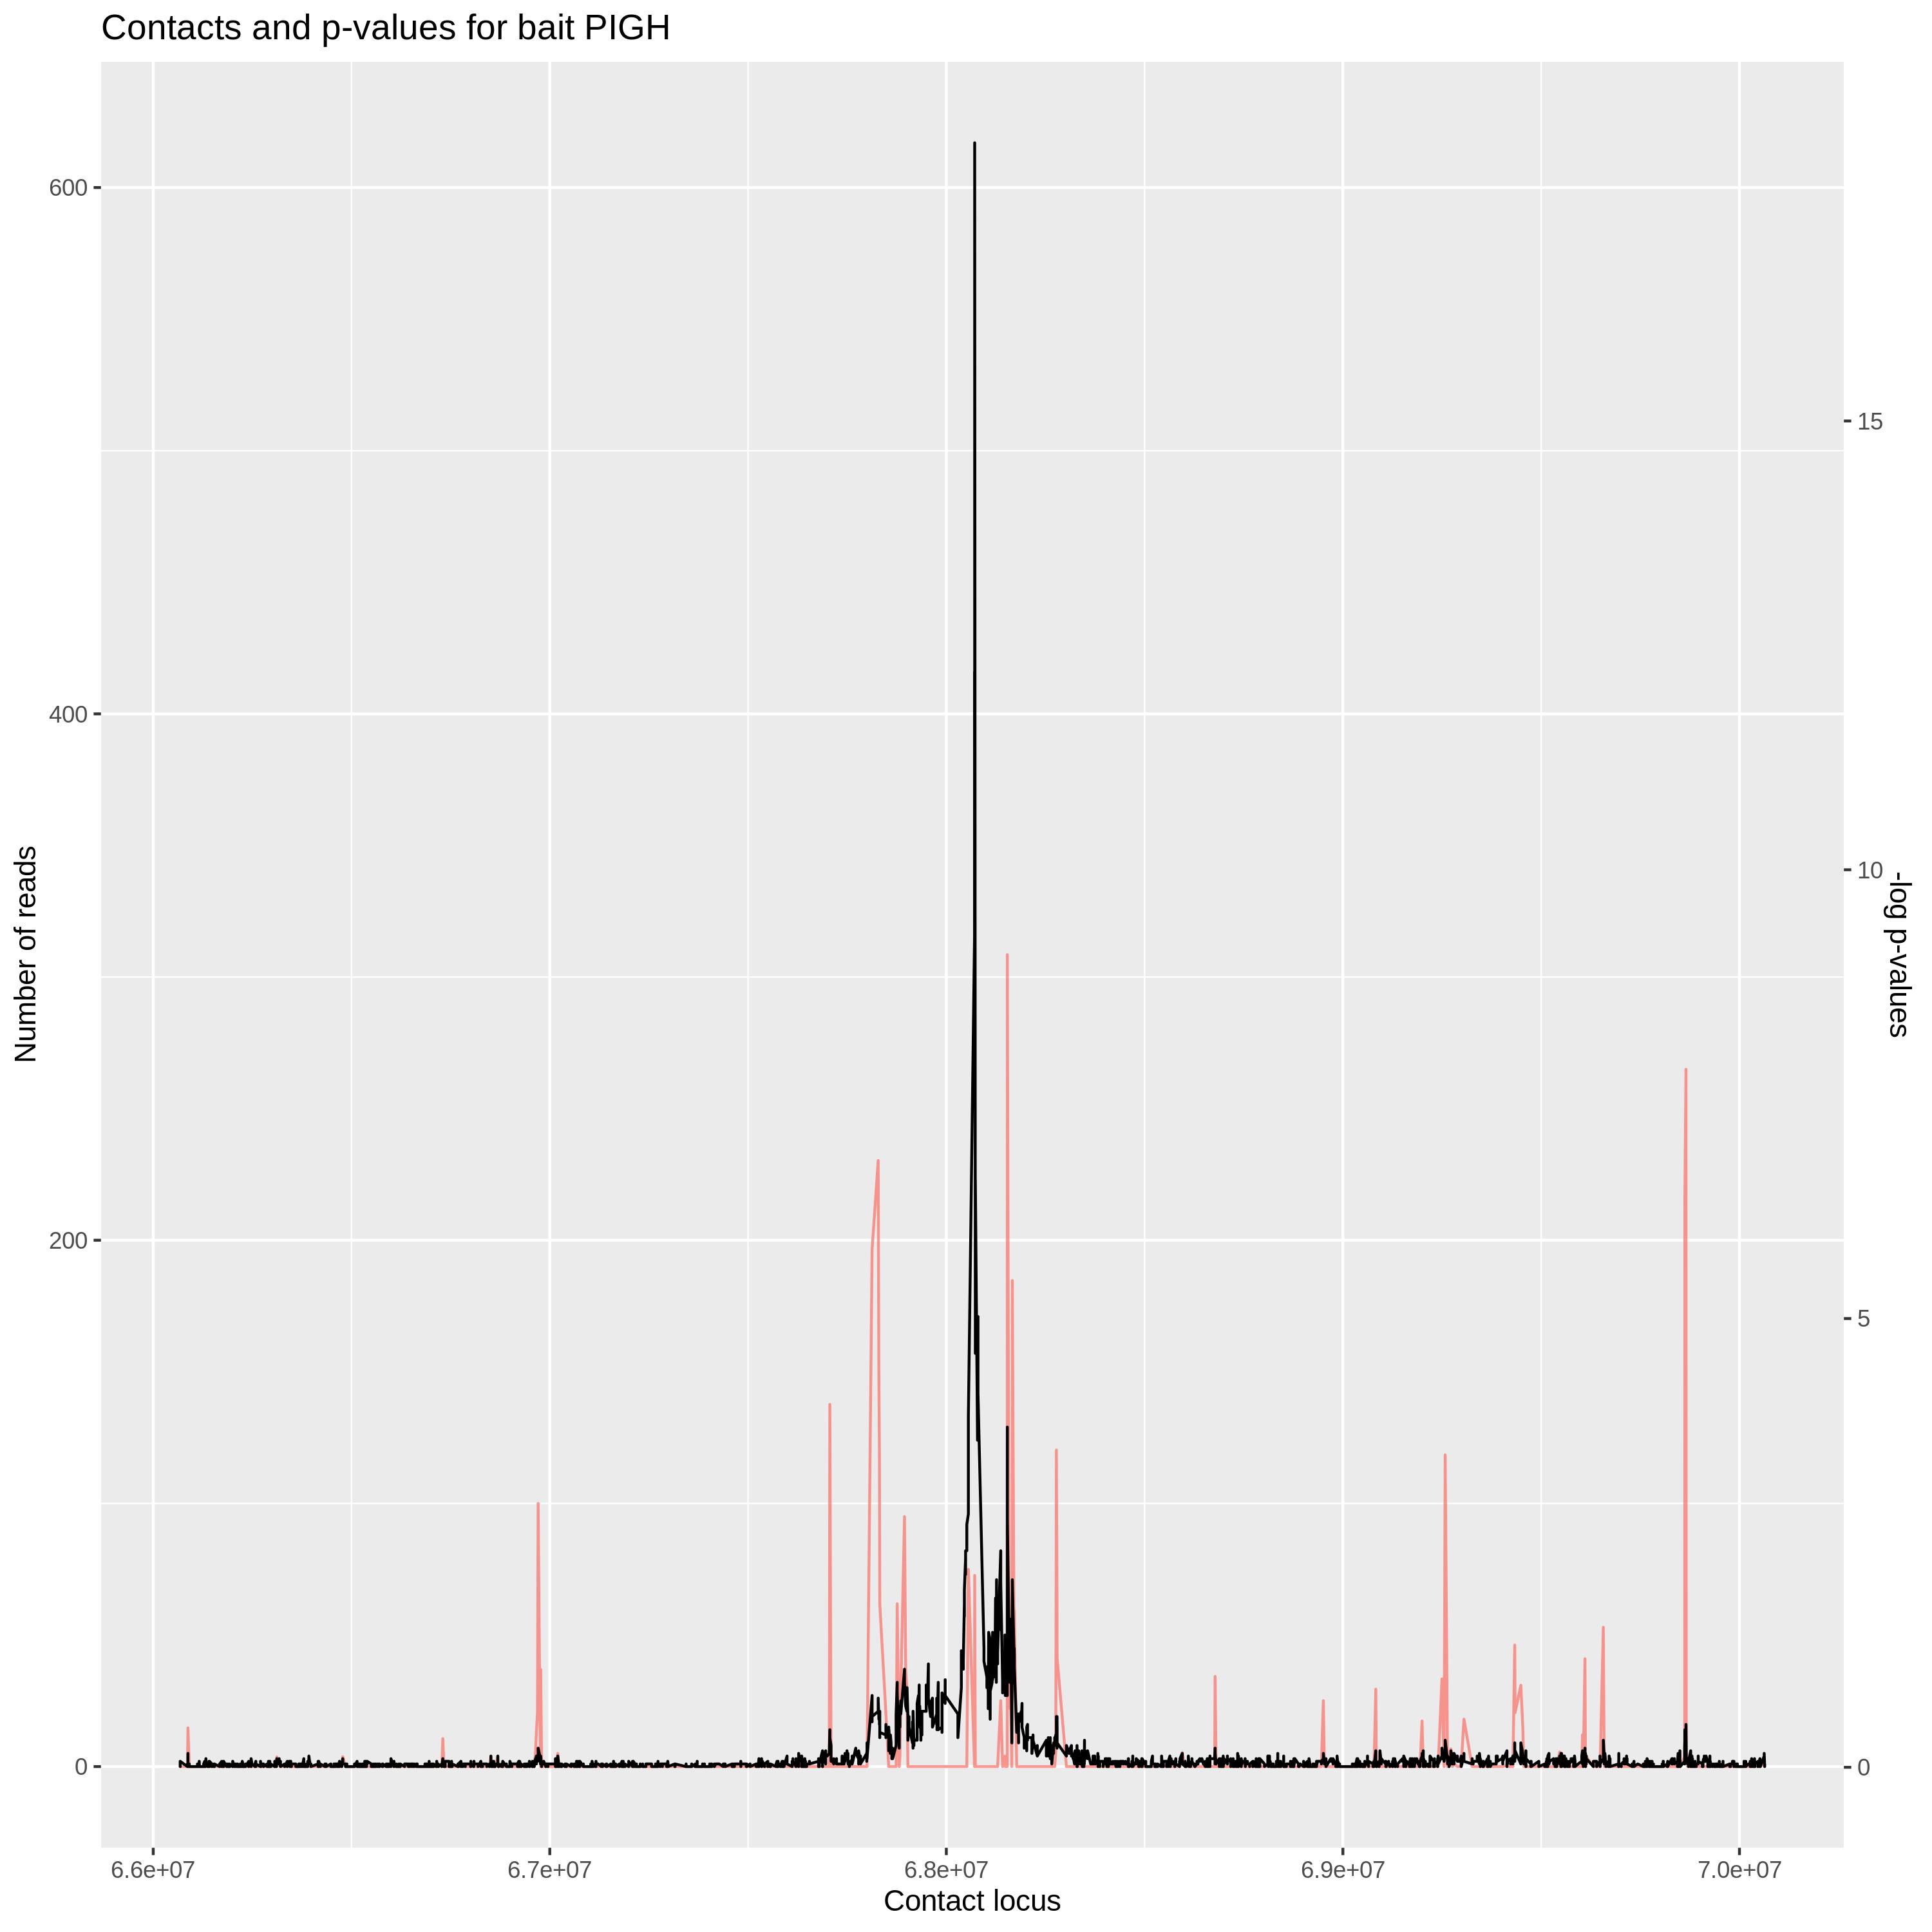 Contacts and p-values for bait PIGH
600
400
200
0
Number of reads
15
10
5
0
-log p-values
6.6e+07
6.7e+07
6.8e+07
6.9e+07
7.0e+07
Contact locus